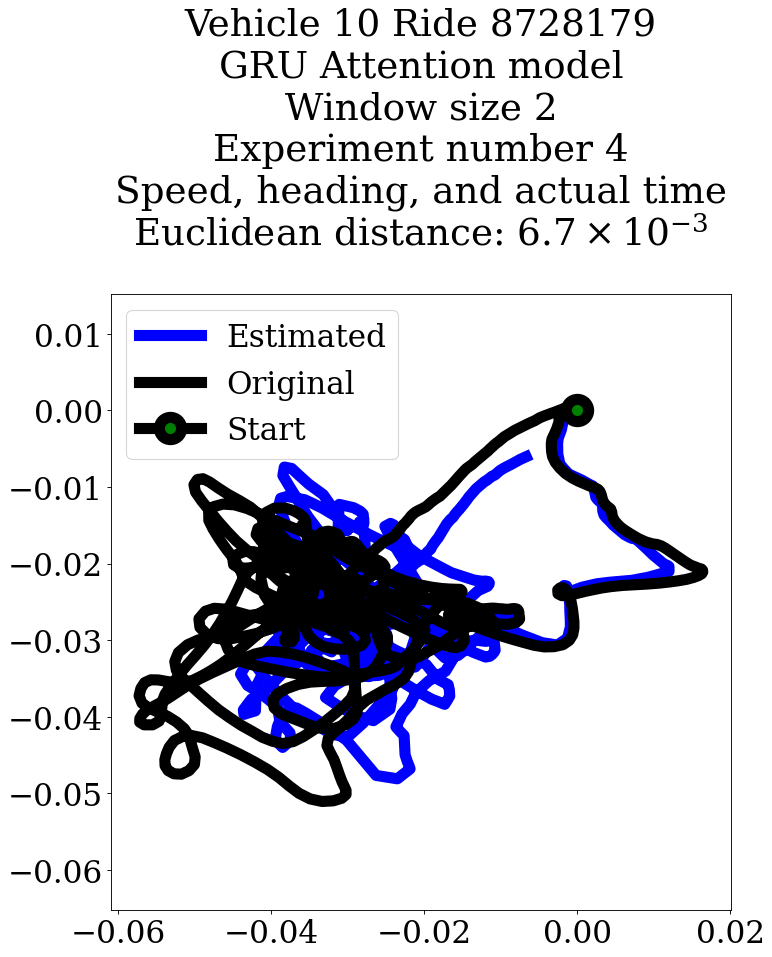 Vehicle 10 Ride 8728179
GRU Attention model
Window size 2
Experiment number 4
Speed, heading, and actual time
Euclidean distance: 6.7 × 10⁻³
Estimated
Original
Start
0.01
0.00
−0.01
−0.02
−0.03
−0.04
−0.05
−0.06
−0.06 −0.04 −0.02 0.00 0.02